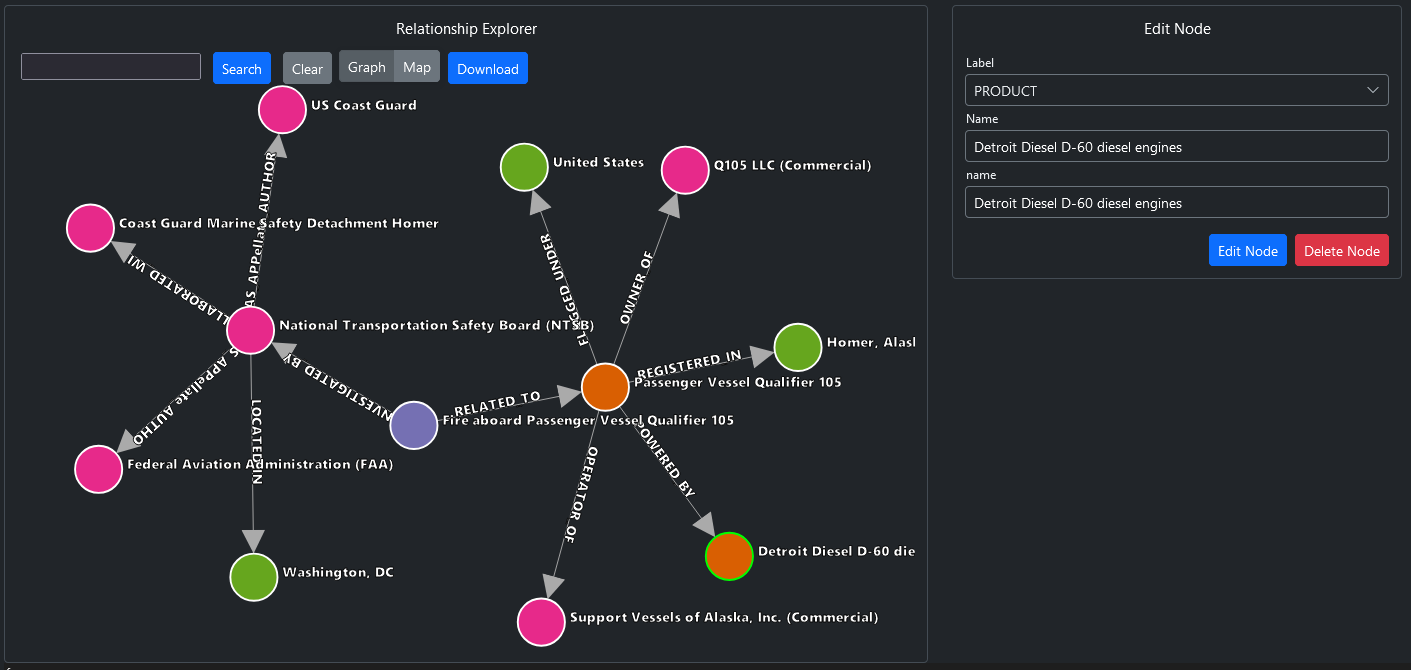 Relationship Explorer
Search
Clear
Graph
Map
Download
US Coast Guard
AS APPellate AUTHOR
United States
Q105 LLC (Commercial)
Coast Guard Marine Safety Detachment Homer
LLABORATED WI
FLAGGED UNDER
OWNER OF
National Transportation Safety Board (NTSB)
Homer, Alasl
REGISTERED IN
Passenger Vessel Qualifier 105
S APPellate AUTHO
NVESTIGATED BY
RELATED TO
Fire aboard Passenger Vessel Qualifier 105
LOCATED IN
Federal Aviation Administration (FAA)
OPERATOR OF
POWERED BY
Detroit Diesel D-60 die
Washington, DC
Support Vessels of Alaska, Inc. (Commercial)
Edit Node
Label
PRODUCT
Name
Detroit Diesel D-60 diesel engines
name
Detroit Diesel D-60 diesel engines
Edit Node
Delete Node